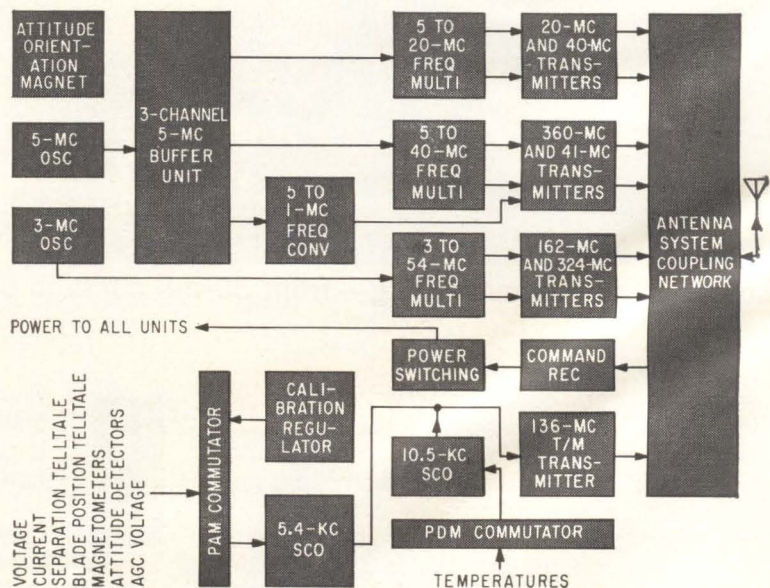 ATTITUDE
ORIENT-
ATION
MAGNET
5-MC
OSC
3-MC
OSC
3-CHANNEL
5-MC
BUFFER
UNIT
5 TO
1-MC
FREQ
CONV
5 TO
20-MC
FREQ
MULTI
20-MC
AND 40-MC
TRANS-
MITTERS
5 TO
40-MC
FREQ
MULTI
360-MC
AND 41-MC
TRANS-
MITTERS
3 TO
54-MC
FREQ
MULTI
162-MC
AND 324-MC
TRANS-
MITTERS
ANTENNA
SYSTEM
COUPLING
NETWORK
POWER TO ALL UNITS
POWER
SWITCHING
COMMAND
REC
VOLTAGE
CURRENT
SEPARATION TELLTALE
BLADE POSITION TELLTALE
MAGNETOMETERS
ATTITUDE DETECTORS
AGC VOLTAGE
PAM COMMUTATOR
CALI-
BRATION
REGU-
LATOR
5.4-KC
SCO
10.5-KC
SCO
136-MC
T/M
TRANS-
MITTER
PDM COMMUTATOR
TEMPERATURES